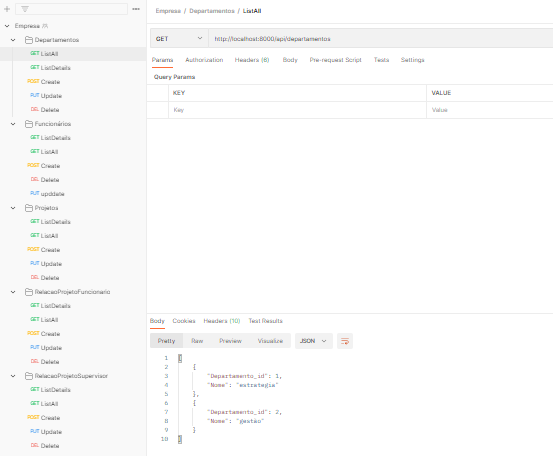 Empresa
Departamentos
GET ListAll
GET ListDetails
POST Create
PUT Update
DEL Delete
Funcionários
GET ListDetails
GET ListAll
POST Create
DEL Delete
PUT upddate
Projetos
GET ListDetails
GET ListAll
POST Create
PUT Update
DEL Delete
RelacaoProjetoFuncionario
GET ListDetails
GET ListAll
POST Create
PUT Update
DEL Delete
RelacaoProjetoSupervisor
GET ListDetails
GET ListAll
POST Create
PUT Update
DEL Delete
Empresa / Departamentos / ListAll
GET http://localhost:8000/api/departamentos
Params Authorization Headers (6) Body Pre-request Script Tests Settings
Query Params
KEY VALUE
Key Value
Body Cookies Headers (10) Test Results
Pretty Raw Preview Visualize JSON
1 [
2 {
3 "Departamento_id": 1,
4 "Nome": "estrategia"
5 },
6 {
7 "Departamento_id": 2,
8 "Nome": "gestão"
9 }
10 ]